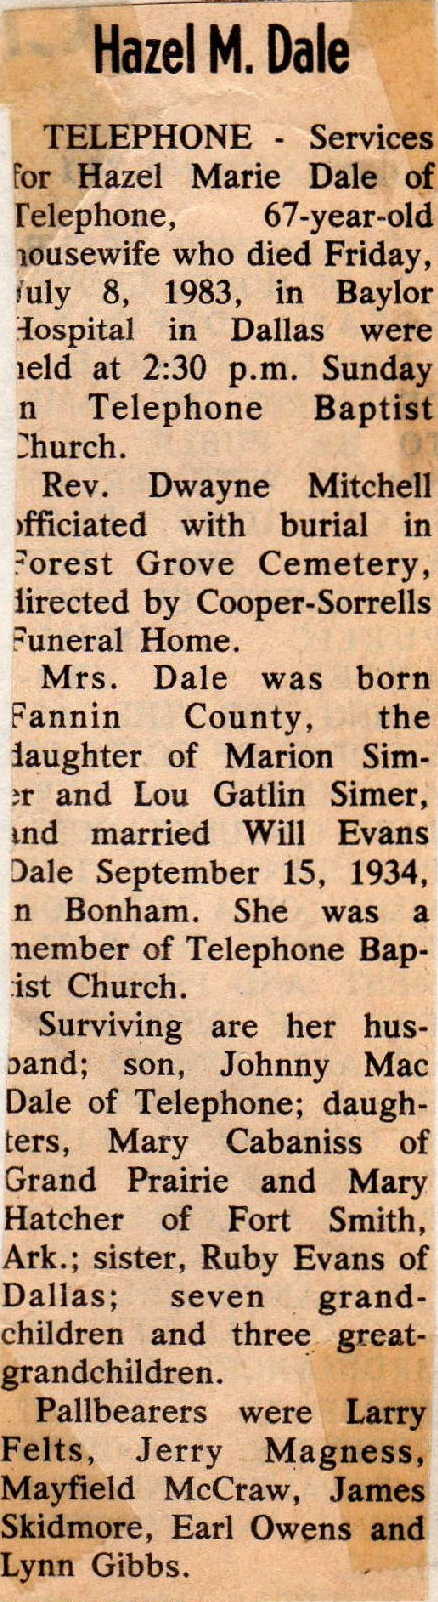 Hazel M. Dale
TELEPHONE - Services
for Hazel Marie Dale of
Telephone, 67-year-old
housewife who died Friday,
July 8, 1983, in Baylor
Hospital in Dallas were
held at 2:30 p.m. Sunday
in Telephone Baptist
Church.
Rev. Dwayne Mitchell
officiated with burial in
Forest Grove Cemetery,
directed by Cooper-Sorrells
Funeral Home.
Mrs. Dale was born
Fannin County, the
daughter of Marion Sim-
er and Lou Gatlin Simer,
and married Will Evans
Dale September 15, 1934,
in Bonham. She was a
member of Telephone Bap-
tist Church.
Surviving are her hus-
band; son, Johnny Mac
Dale of Telephone; daugh-
ters, Mary Cabaniss of
Grand Prairie and Mary
Hatcher of Fort Smith,
Ark.; sister, Ruby Evans of
Dallas; seven grand-
children and three great-
grandchildren.
Pallbearers were Larry
Felts, Jerry Magness,
Mayfield McCraw, James
Skidmore, Earl Owens and
Lynn Gibbs.